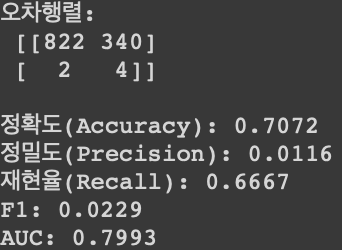 오차행렬:
[[822 340]
[ 2 4]]
정확도(Accuracy): 0.7072
정밀도(Precision): 0.0116
재현율(Recall): 0.6667
F1: 0.0229
AUC: 0.7993